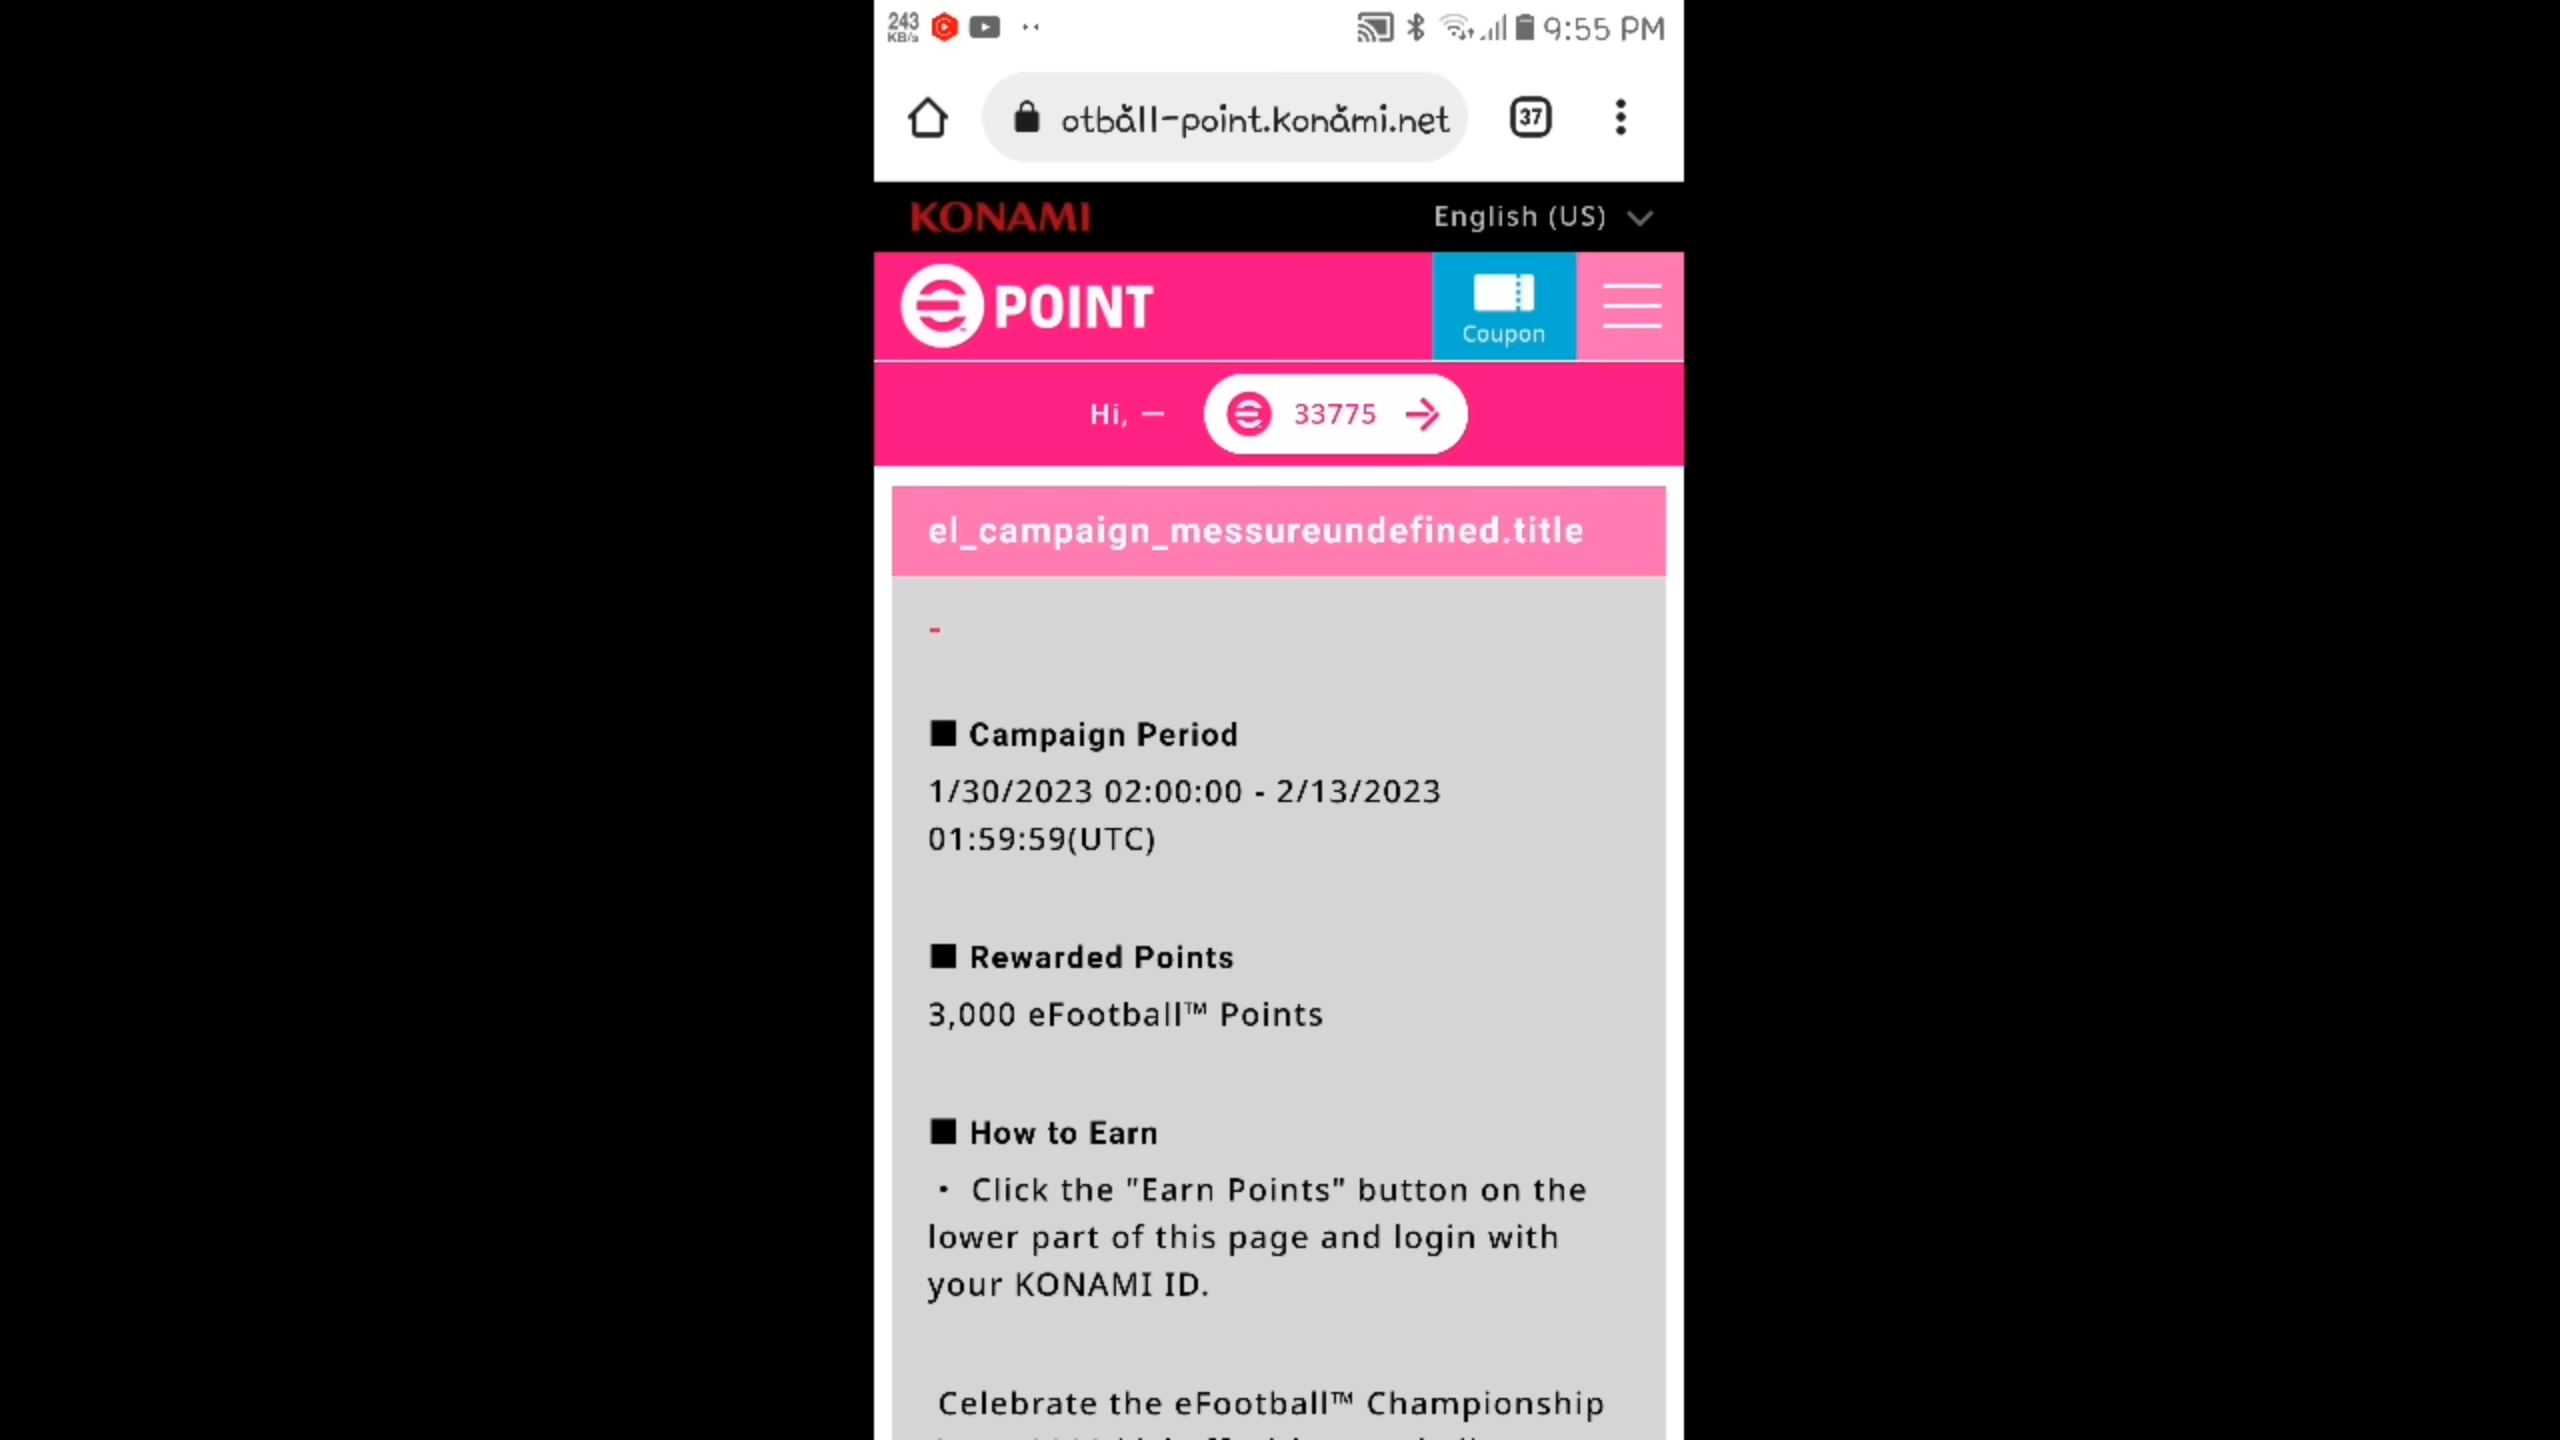 243
KB/s
9:55 PM
otbăll-point.konămi.net
37
KONAMI
English (US)
POINT
Coupon
Hi, —
33775
el_campaign_messureundefined.title
-
■ Campaign Period
1/30/2023 02:00:00 - 2/13/2023
01:59:59(UTC)
■ Rewarded Points
3,000 eFootball™ Points
■ How to Earn
・ Click the "Earn Points" button on the
lower part of this page and login with
your KONAMI ID.
Celebrate the eFootball™ Championship